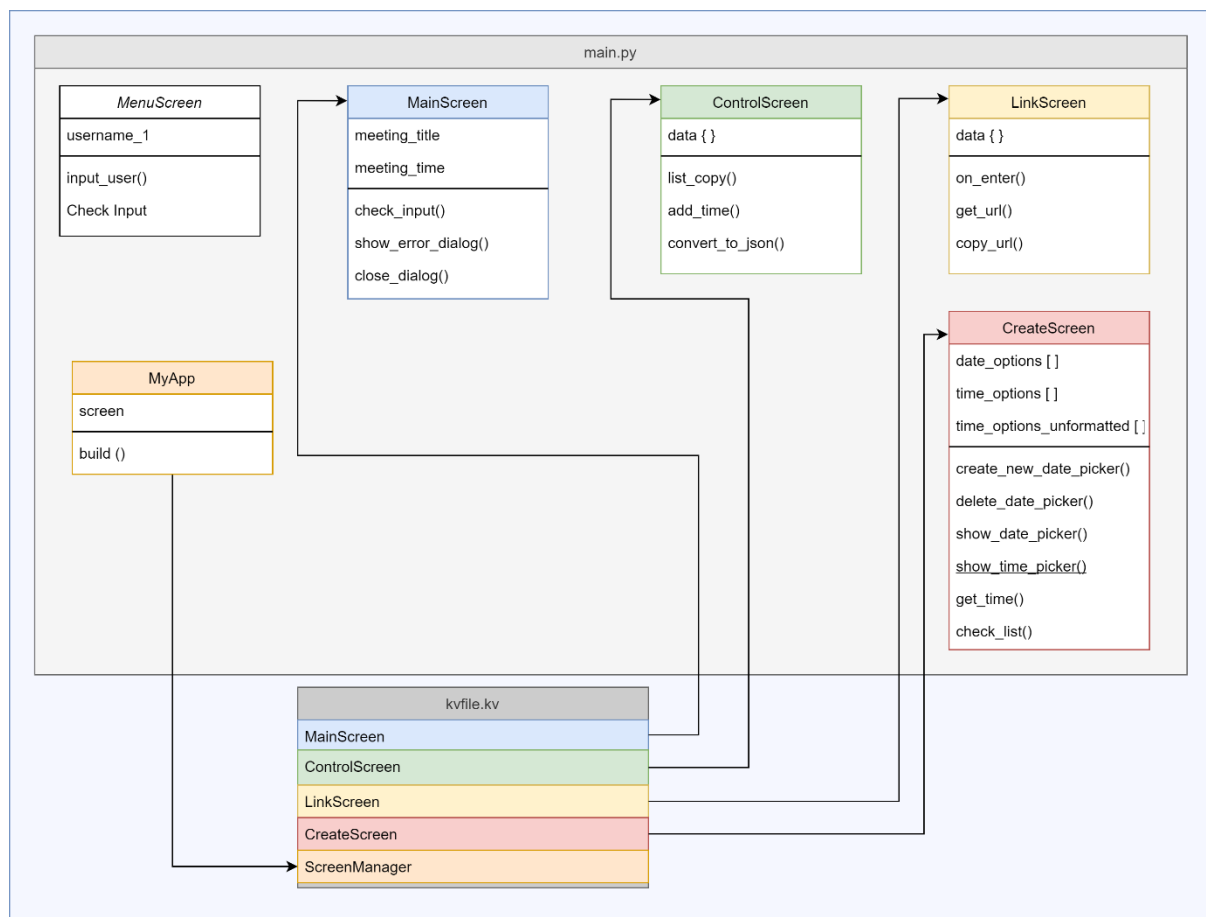 main.py
MenuScreen
username_1
input_user()
Check Input
MainScreen
meeting_title
meeting_time
check_input()
show_error_dialog()
close_dialog()
ControlScreen
data { }
list_copy()
add_time()
convert_to_json()
LinkScreen
data { }
on_enter()
get_url()
copy_url()
MyApp
screen
build ()
CreateScreen
date_options [ ]
time_options [ ]
time_options_unformatted [ ]
create_new_date_picker()
delete_date_picker()
show_date_picker()
show_time_picker()
get_time()
check_list()
kvfile.kv
MainScreen
ControlScreen
LinkScreen
CreateScreen
ScreenManager